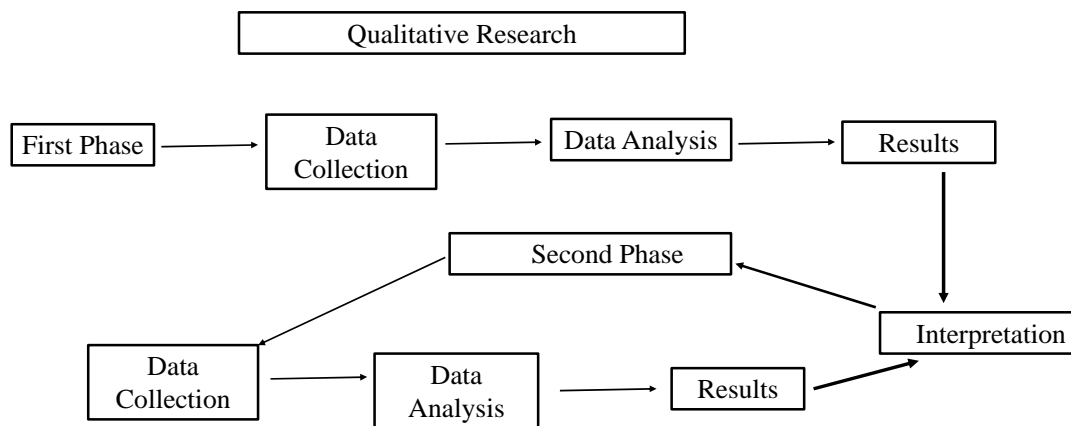 Qualitative Research
First Phase
Data
Collection
Data Analysis
Results
Second Phase
Interpretation
Data
Collection
Data
Analysis
Results